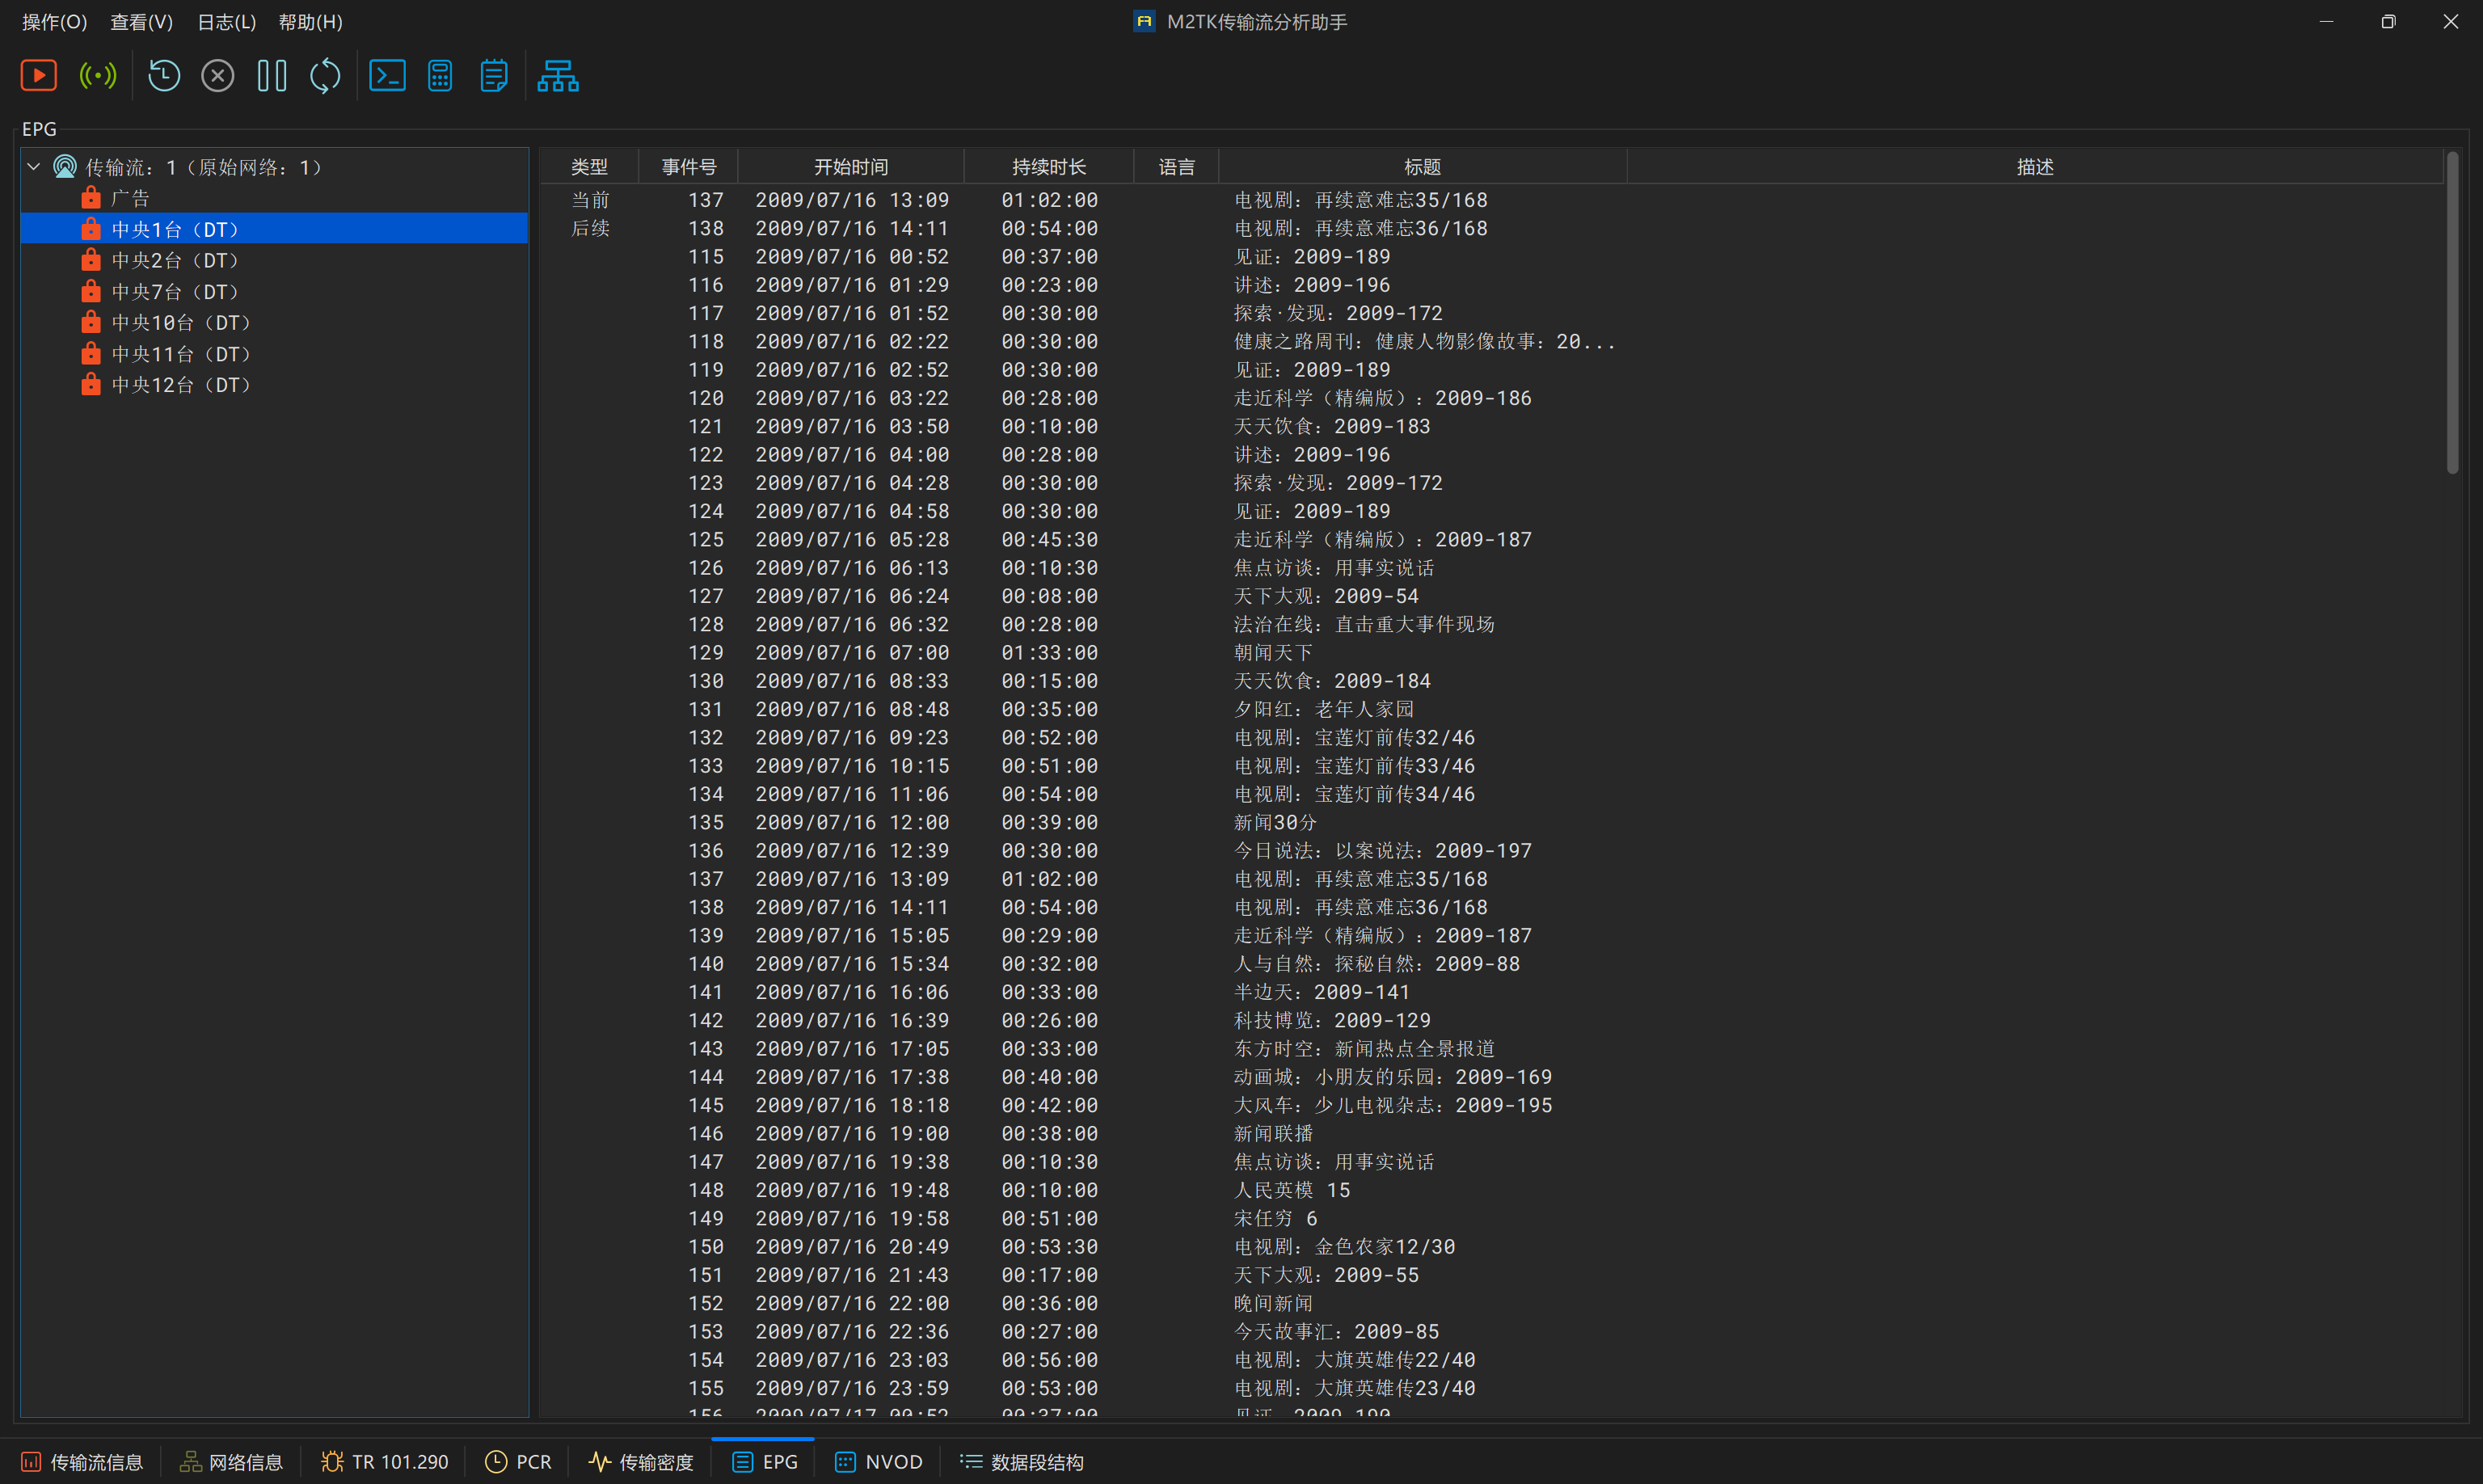 操作(O) 查看(V) 日志(L) 帮助(H)
M2TK传输流分析助手
EPG
传输流：1（原始网络：1）
广告
中央1台（DT）
中央2台（DT）
中央7台（DT）
中央10台（DT）
中央11台（DT）
中央12台（DT）
类型 事件号 开始时间 持续时长 语言 标题 描述
当前 137 2009/07/16 13:09 01:02:00 电视剧：再续意难忘35/168
后续 138 2009/07/16 14:11 00:54:00 电视剧：再续意难忘36/168
115 2009/07/16 00:52 00:37:00 见证：2009-189
116 2009/07/16 01:29 00:23:00 讲述：2009-196
117 2009/07/16 01:52 00:30:00 探索·发现：2009-172
118 2009/07/16 02:22 00:30:00 健康之路周刊：健康人物影像故事：20...
119 2009/07/16 02:52 00:30:00 见证：2009-189
120 2009/07/16 03:22 00:28:00 走近科学（精编版）：2009-186
121 2009/07/16 03:50 00:10:00 天天饮食：2009-183
122 2009/07/16 04:00 00:28:00 讲述：2009-196
123 2009/07/16 04:28 00:30:00 探索·发现：2009-172
124 2009/07/16 04:58 00:30:00 见证：2009-189
125 2009/07/16 05:28 00:45:30 走近科学（精编版）：2009-187
126 2009/07/16 06:13 00:10:30 焦点访谈：用事实说话
127 2009/07/16 06:24 00:08:00 天下大观：2009-54
128 2009/07/16 06:32 00:28:00 法治在线：直击重大事件现场
129 2009/07/16 07:00 01:33:00 朝闻天下
130 2009/07/16 08:33 00:15:00 天天饮食：2009-184
131 2009/07/16 08:48 00:35:00 夕阳红：老年人家园
132 2009/07/16 09:23 00:52:00 电视剧：宝莲灯前传32/46
133 2009/07/16 10:15 00:51:00 电视剧：宝莲灯前传33/46
134 2009/07/16 11:06 00:54:00 电视剧：宝莲灯前传34/46
135 2009/07/16 12:00 00:39:00 新闻30分
136 2009/07/16 12:39 00:30:00 今日说法：以案说法：2009-197
137 2009/07/16 13:09 01:02:00 电视剧：再续意难忘35/168
138 2009/07/16 14:11 00:54:00 电视剧：再续意难忘36/168
139 2009/07/16 15:05 00:29:00 走近科学（精编版）：2009-187
140 2009/07/16 15:34 00:32:00 人与自然：探秘自然：2009-88
141 2009/07/16 16:06 00:33:00 半边天：2009-141
142 2009/07/16 16:39 00:26:00 科技博览：2009-129
143 2009/07/16 17:05 00:33:00 东方时空：新闻热点全景报道
144 2009/07/16 17:38 00:40:00 动画城：小朋友的乐园：2009-169
145 2009/07/16 18:18 00:42:00 大风车：少儿电视杂志：2009-195
146 2009/07/16 19:00 00:38:00 新闻联播
147 2009/07/16 19:38 00:10:30 焦点访谈：用事实说话
148 2009/07/16 19:48 00:10:00 人民英模 15
149 2009/07/16 19:58 00:51:00 宋任穷 6
150 2009/07/16 20:49 00:53:30 电视剧：金色农家12/30
151 2009/07/16 21:43 00:17:00 天下大观：2009-55
152 2009/07/16 22:00 00:36:00 晚间新闻
153 2009/07/16 22:36 00:27:00 今天故事汇：2009-85
154 2009/07/16 23:03 00:56:00 电视剧：大旗英雄传22/40
155 2009/07/16 23:59 00:53:00 电视剧：大旗英雄传23/40
156 2009/07/17 00:52 00:37:00 见证：2009-190
传输流信息 网络信息 TR 101.290 PCR 传输密度 EPG NVOD 数据段结构